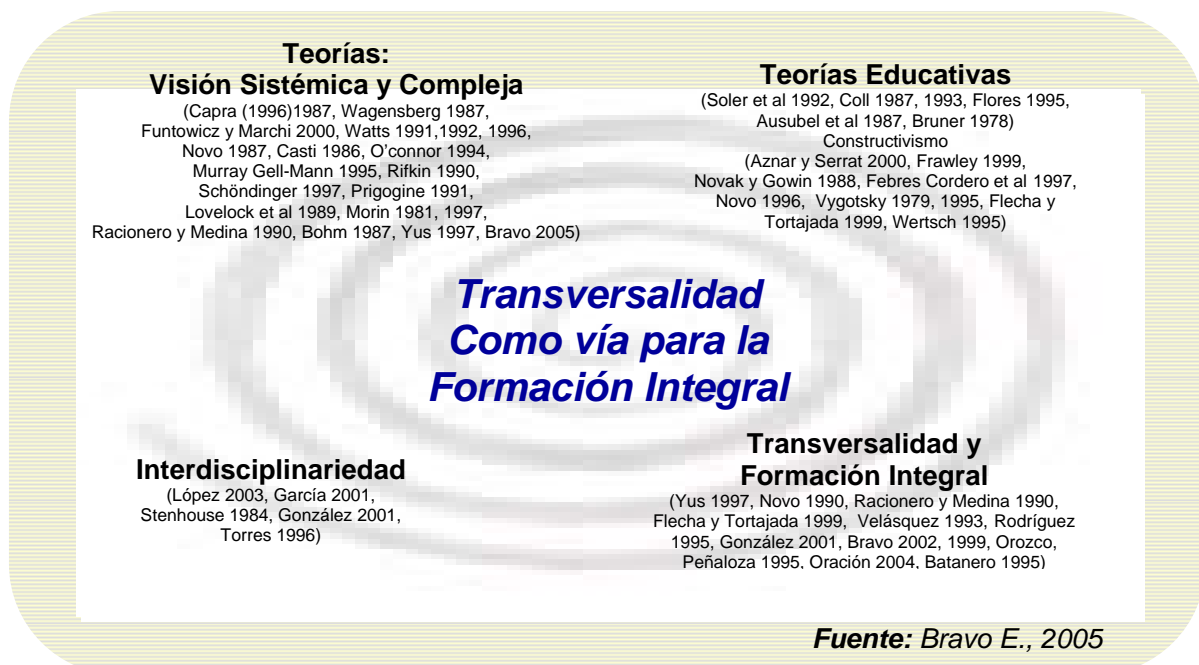 Teorías:
Visión Sistémica y Compleja
(Capra (1996)1987, Wagensberg 1987,
Funtowicz y Marchi 2000, Watts 1991,1992, 1996,
Novo 1987, Casti 1986, O'connor 1994,
Murray Gell-Mann 1995, Rifkin 1990,
Schöndinger 1997, Prigogine 1991,
Lovelock et al 1989, Morin 1981, 1997,
Racionero y Medina 1990, Bohm 1987, Yus 1997, Bravo 2005)
Teorías Educativas
(Soler et al 1992, Coll 1987, 1993, Flores 1995,
Ausubel et al 1987, Bruner 1978)
Constructivismo
(Aznar y Serrat 2000, Frawley 1999,
Novak y Gowin 1988, Febres Cordero et al 1997,
Novo 1996, Vygotsky 1979, 1995, Flecha y
Tortajada 1999, Wertsch 1995)
Transversalidad
Como vía para la
Formación Integral
Interdisciplinariedad
(López 2003, García 2001,
Stenhouse 1984, González 2001,
Torres 1996)
Transversalidad y
Formación Integral
(Yus 1997, Novo 1990, Racionero y Medina 1990,
Flecha y Tortajada 1999, Velásquez 1993, Rodríguez
1995, González 2001, Bravo 2002, 1999, Orozco,
Peñaloza 1995, Oración 2004, Batanero 1995)
Fuente: Bravo E., 2005